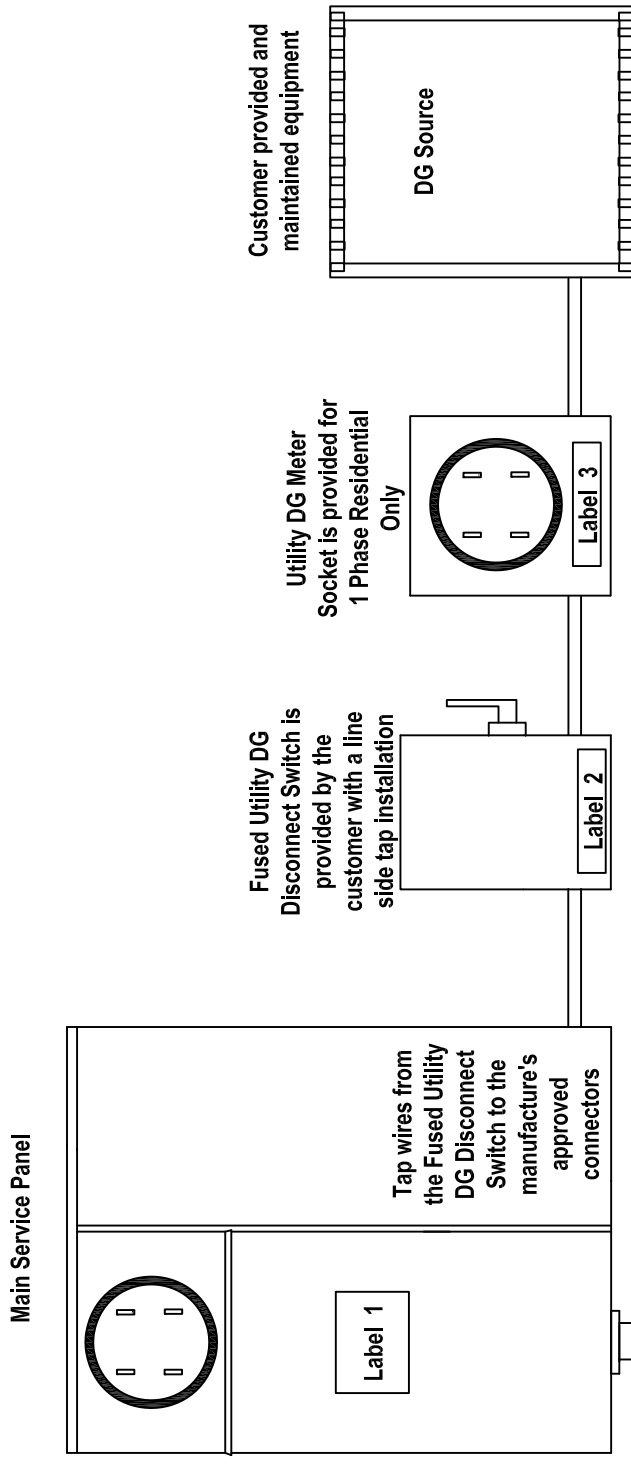 Main Service Panel
Label 1
Tap wires from
the Fused Utility
DG Disconnect
Switch to the
manufacture's
approved
connectors
Fused Utility DG
Disconnect Switch is
provided by the
customer with a line
side tap installation
Label 2
Utility DG Meter
Socket is provided for
1 Phase Residential
Only
Label 3
Customer provided and
maintained equipment
DG Source